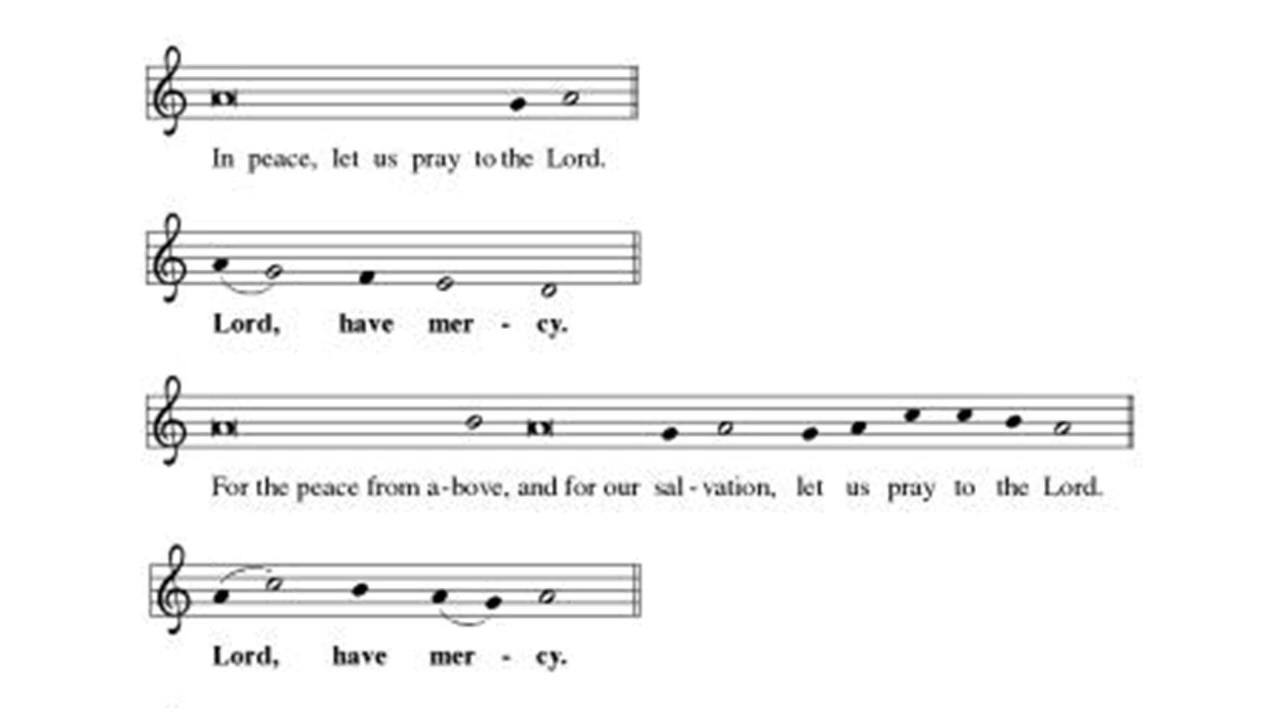 In peace, let us pray to the Lord.
Lord, have mer - cy.
For the peace from a-bove, and for our sal - vation, let us pray to the Lord.
Lord, have mer - cy.